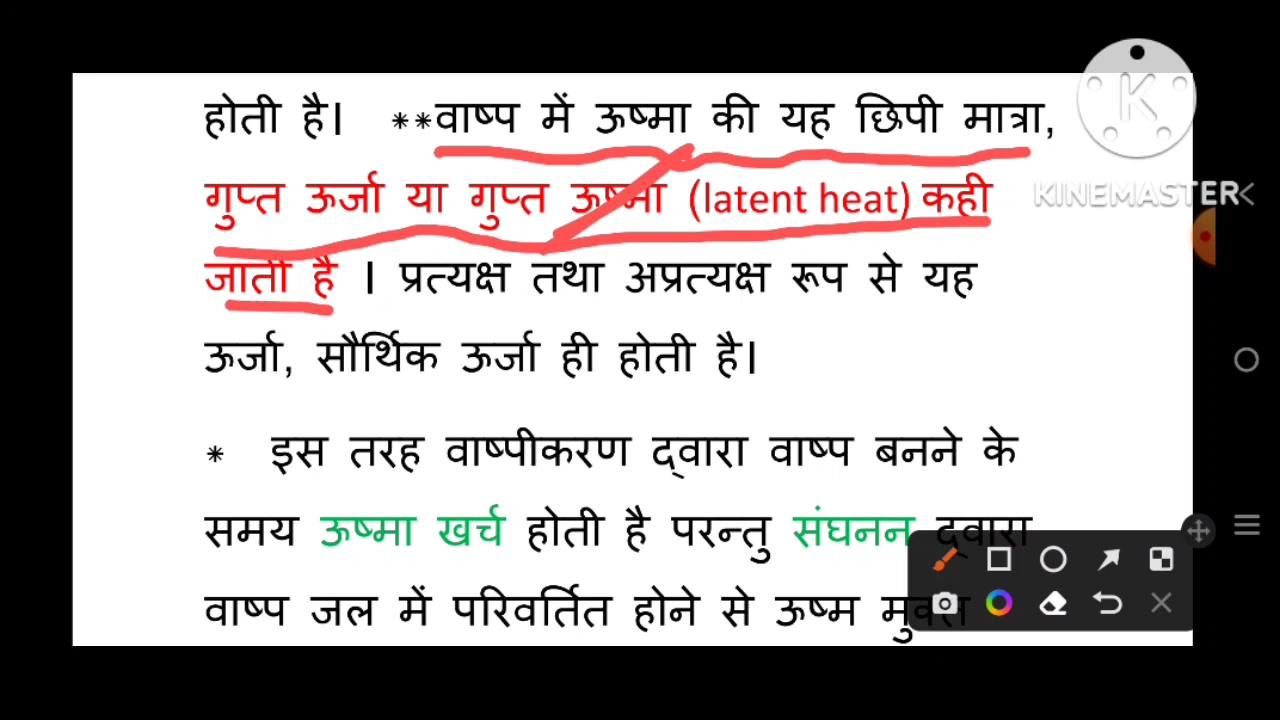 होती है।   **वाष्प में ऊष्मा की यह छिपी मात्रा,
गुप्त ऊर्जा या गुप्त ऊष्मा (latent heat) कही
जाती है । प्रत्यक्ष तथा अप्रत्यक्ष रूप से यह
ऊर्जा, सौर्थिक ऊर्जा ही होती है।
* इस तरह वाष्पीकरण द्वारा वाष्प बनने के
समय ऊष्मा खर्च होती है परन्तु संघनन द्वारा
वाष्प जल में परिवर्तित होने से ऊष्म मुक्त
K
KINEMASTER